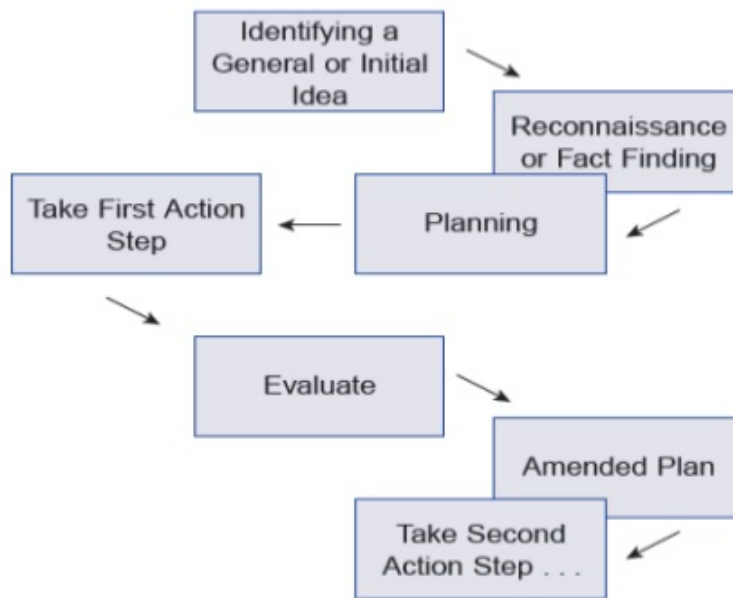 Identifying a
General or Initial
Idea
Reconnaissance
or Fact Finding
Planning
Take First Action
Step
Evaluate
Amended Plan
Take Second
Action Step . . .